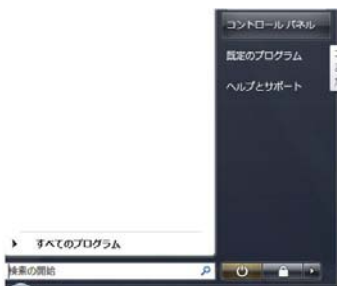 コントロール パネル
既定のプログラム
ヘルプとサポート
すべてのプログラム
検索の開始